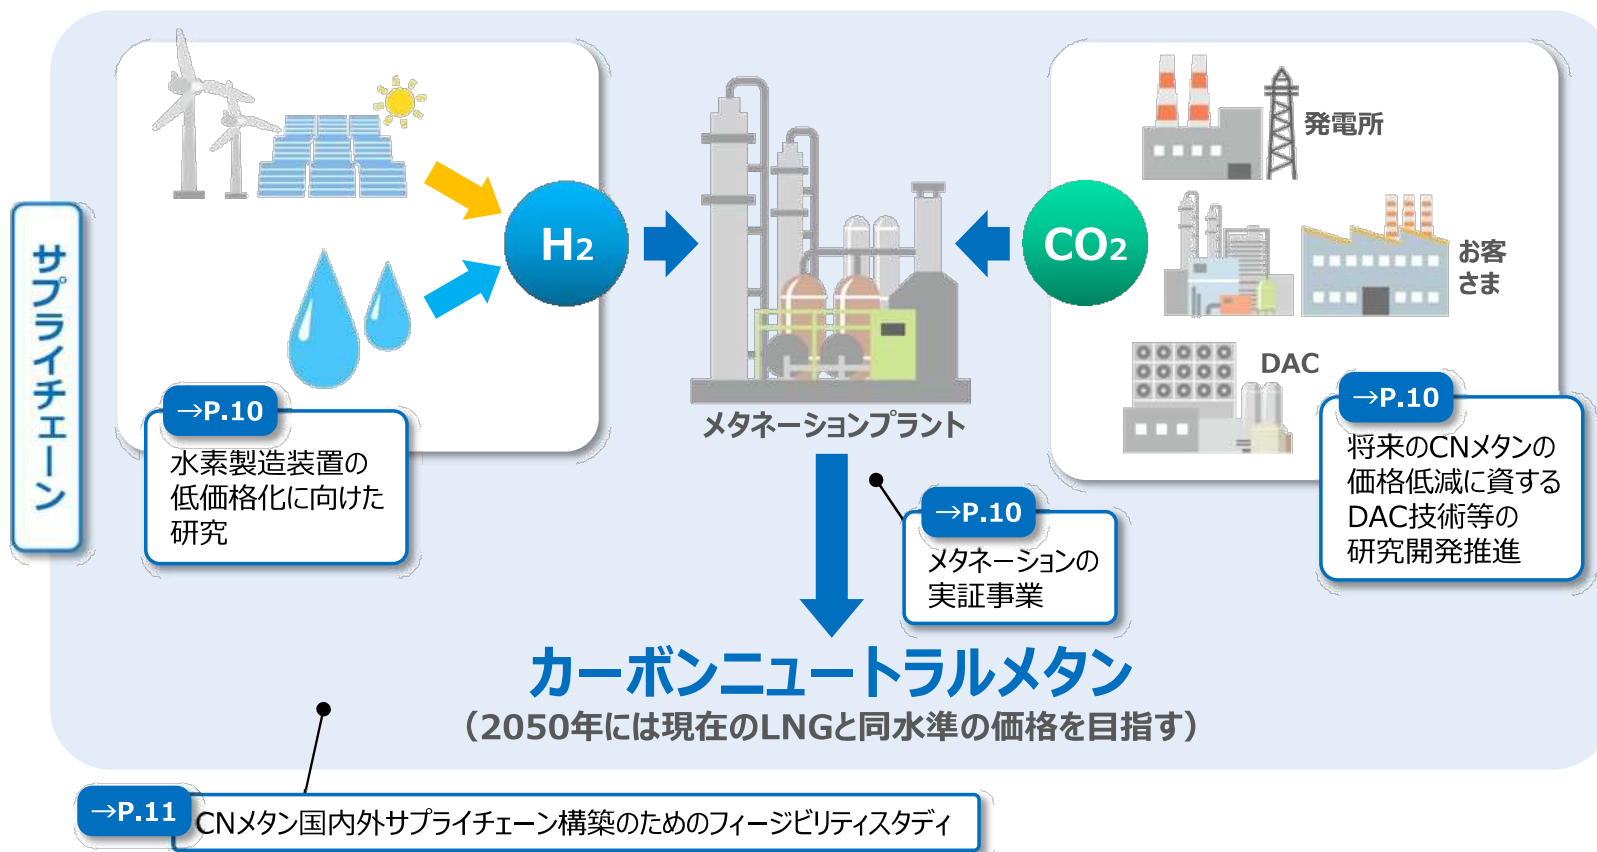 サプライチェーン
H2
CO2
発電所
お客
さま
DAC
メタネーションプラント
→P.10
水素製造装置の
低価格化に向けた
研究
→P.10
メタネーションの
実証事業
→P.10
将来のCNメタンの
価格低減に資する
DAC技術等の
研究開発推進
カーボンニュートラルメタン
（2050年には現在のLNGと同水準の価格を目指す）
→P.11
CNメタン国内外サプライチェーン構築のためのフィージビリティスタディ